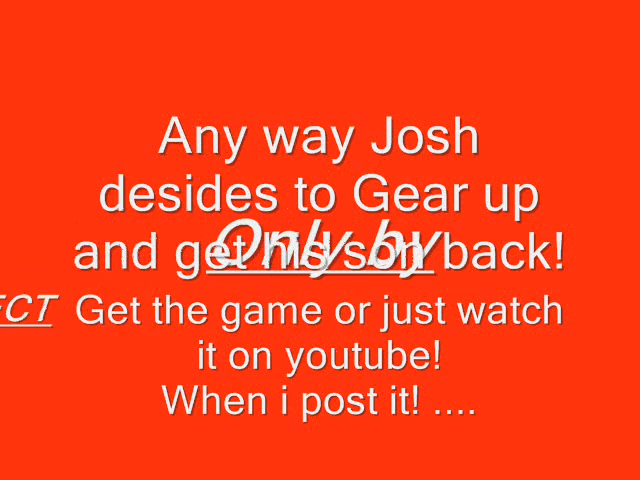 Any way Josh
desides to Gear up
and get his son back!
Only by
ECT
Get the game or just watch
it on youtube!
When i post it! ....